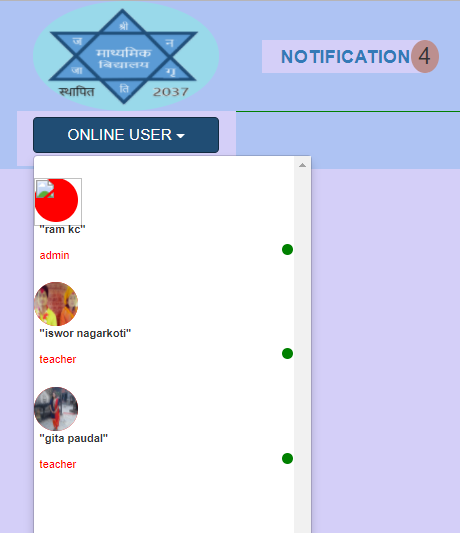 श्री
ज न
माध्यमिक
बिद्यालय
जा गृ
स्थापित ति 2037
NOTIFICATION 4
ONLINE USER
"ram kc"
admin
"iswor nagarkoti"
teacher
"gita paudal"
teacher